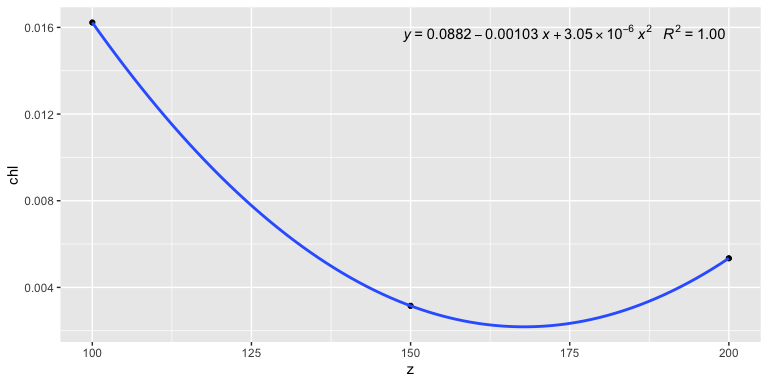 y = 0.0882 − 0.00103 x + 3.05 × 10⁻⁶ x²   R² = 1.00
0.016
0.012
0.008
0.004
chl
100 125 150 175 200
z